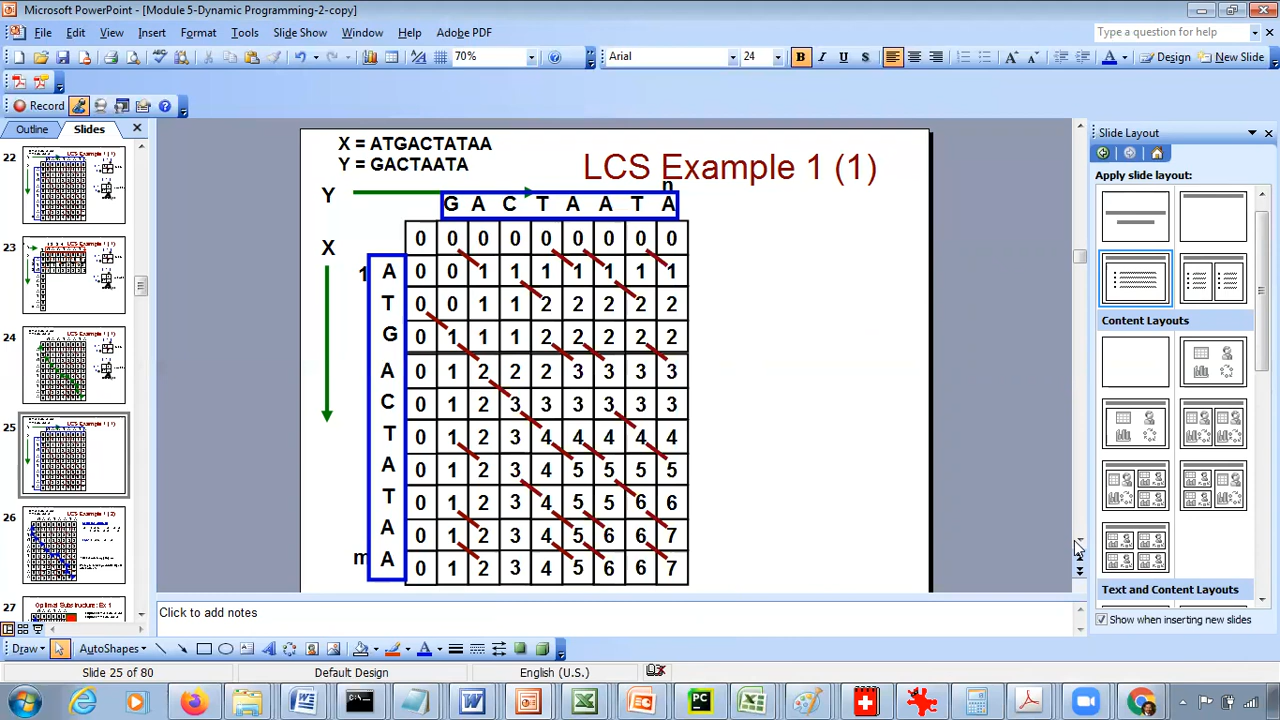 Microsoft PowerPoint - [Module 5-Dynamic Programming-2-copy]
File Edit View Insert Format Tools Slide Show Window Help Adobe PDF
Type a question for help
70%
Arial
24
B I U S
Design
New Slide
Record
Outline Slides
Slide Layout
Apply slide layout:
Content Layouts
Text and Content Layouts
Show when inserting new slides
22
23
24
25
26
27
X = ATGACTATAA
Y = GACTAATA
LCS Example 1 (1)
n
Y
G A C T A A T A
X
0 0 0 0 0 0 0 0 0
1 A 0 0 1 1 1 1 1 1 1
T 0 0 1 1 2 2 2 2 2
G 0 1 1 1 2 2 2 2 2
A 0 1 2 2 2 3 3 3 3
C 0 1 2 3 3 3 3 3 3
T 0 1 2 3 4 4 4 4 4
A 0 1 2 3 4 5 5 5 5
T 0 1 2 3 4 5 5 6 6
A 0 1 2 3 4 5 6 6 7
m A 0 1 2 3 4 5 6 6 7
Click to add notes
Draw
AutoShapes
A
Slide 25 of 80
Default Design
English (U.S.)